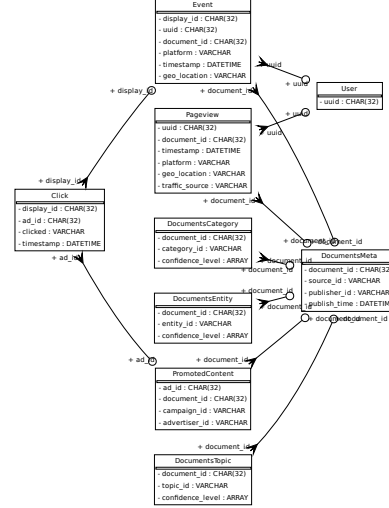 Event
- display_id : CHAR(32)
- uuid : CHAR(32)
- document_id : CHAR(32)
- platform : VARCHAR
- timestamp : DATETIME
- geo_location : VARCHAR
+ display_id
+ document_id
uuid
+ uuid
User
- uuid : CHAR(32)
+ uuid
uuid
Pageview
- uuid : CHAR(32)
- document_id : CHAR(32)
- timestamp : DATETIME
- platform : VARCHAR
- geo_location : VARCHAR
- traffic_source : VARCHAR
+ document_id
+ display_id
Click
- display_id : CHAR(32)
- ad_id : CHAR(32)
- clicked : VARCHAR
- timestamp : DATETIME
+ ad_id
DocumentsCategory
- document_id : CHAR(32)
- category_id : VARCHAR
- confidence_level : ARRAY
+ document_id
DocumentsMeta
- document_id : CHAR(32)
- source_id : VARCHAR
- publisher_id : VARCHAR
- publish_time : DATETIM
DocumentsEntity
- document_id : CHAR(32)
- entity_id : VARCHAR
- confidence_level : ARRAY
+ document_id
+ ad_id
+ document_id
PromotedContent
- ad_id : CHAR(32)
- document_id : CHAR(32)
- campaign_id : VARCHAR
- advertiser_id : VARCHAR
+ document_id
DocumentsTopic
- document_id : CHAR(32)
- topic_id : VARCHAR
- confidence_level : ARRAY